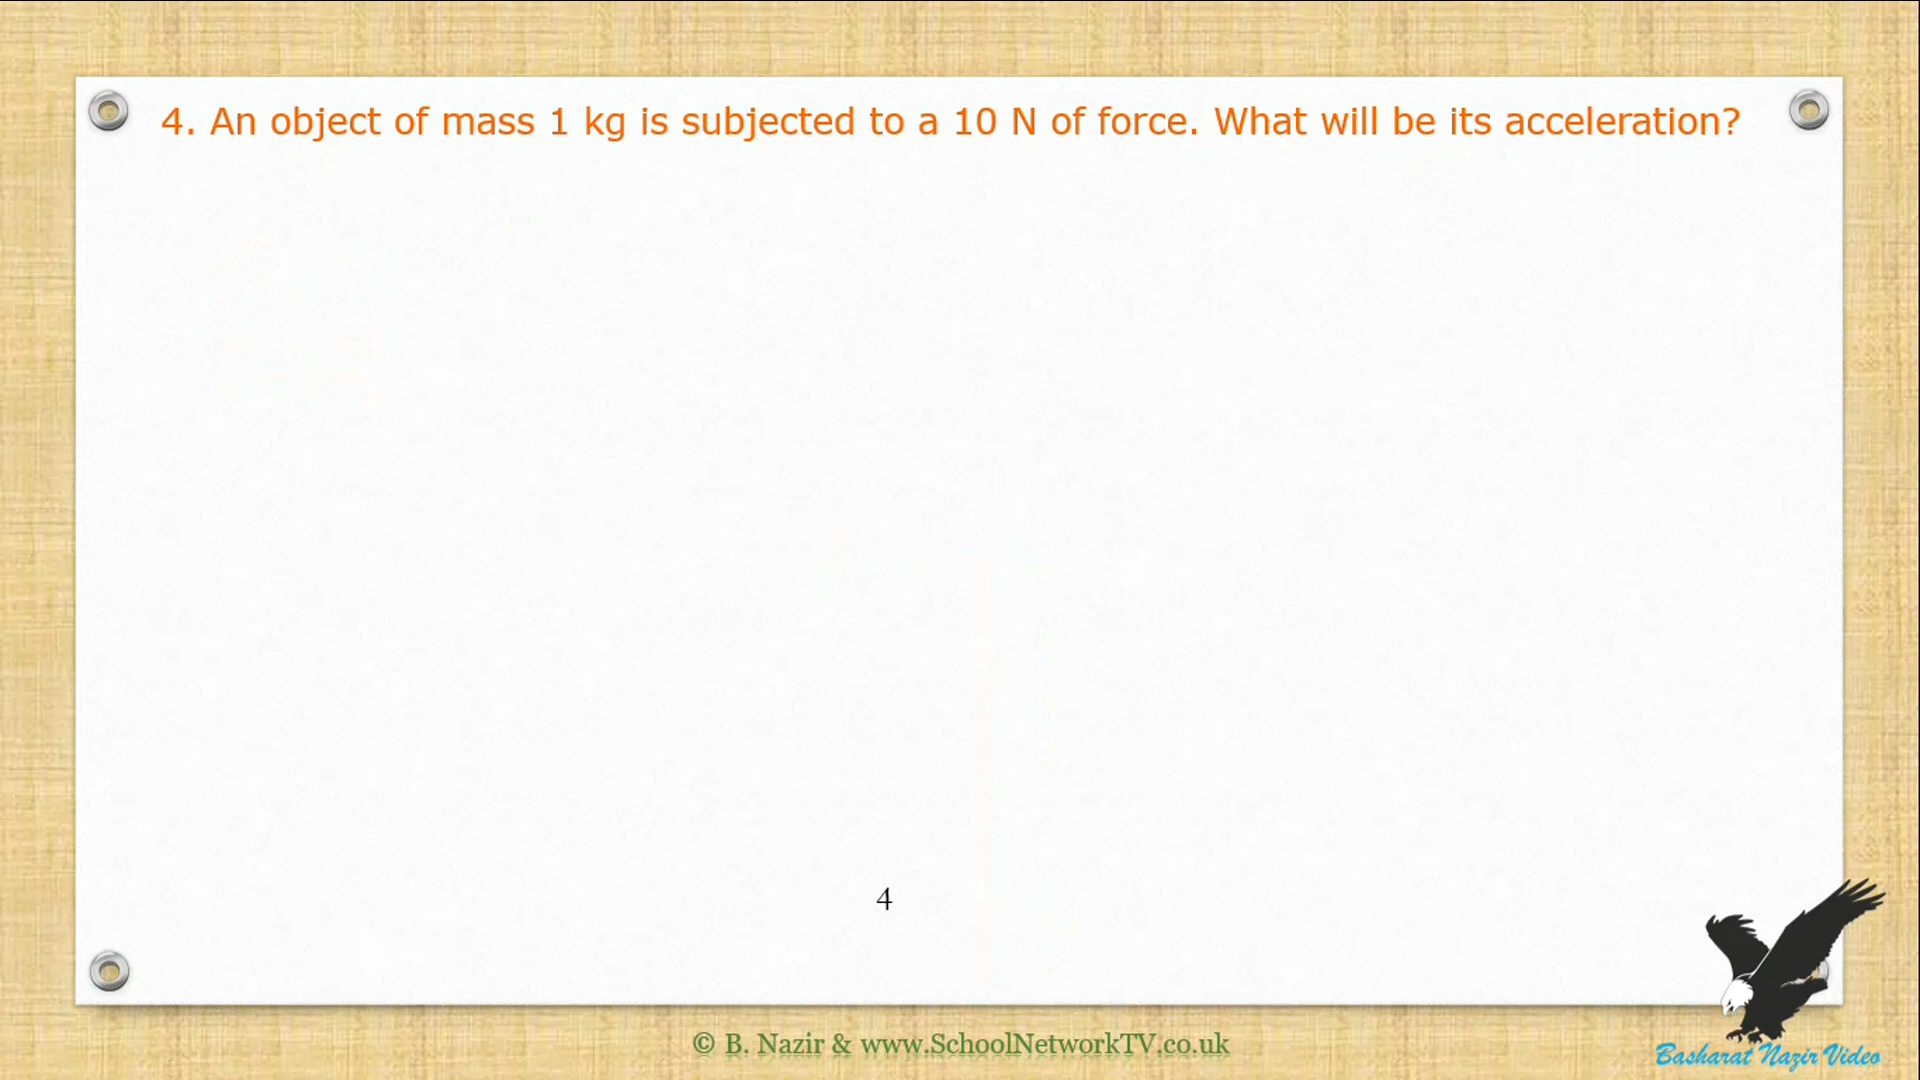 4. An object of mass 1 kg is subjected to a 10 N of force. What will be its acceleration?
4
© B. Nazir & www.SchoolNetworkTV.co.uk
Basharat Nazir Video